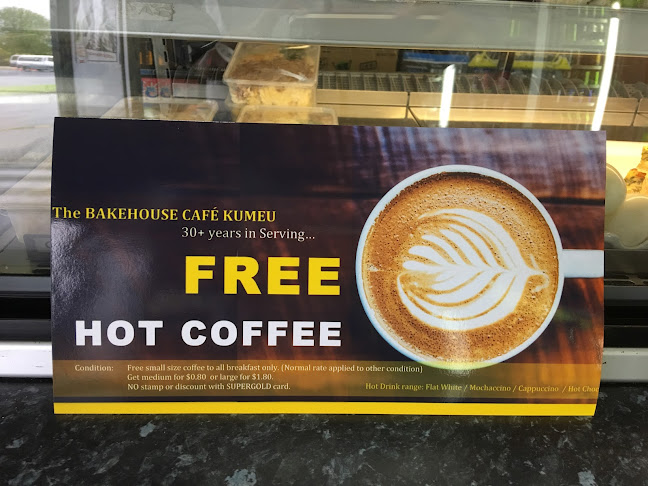 The BAKEHOUSE CAFÉ KUMEU
30+ years in Serving...
FREE
HOT COFFEE
Condition: Free small size coffee to all breakfast only. (Normal rate applied to other condition)
Get medium for $0.80 or large for $1.80.
NO stamp or discount with SUPERGOLD card.
Hot Drink range: Flat White / Mochaccino / Cappuccino / Hot Choc